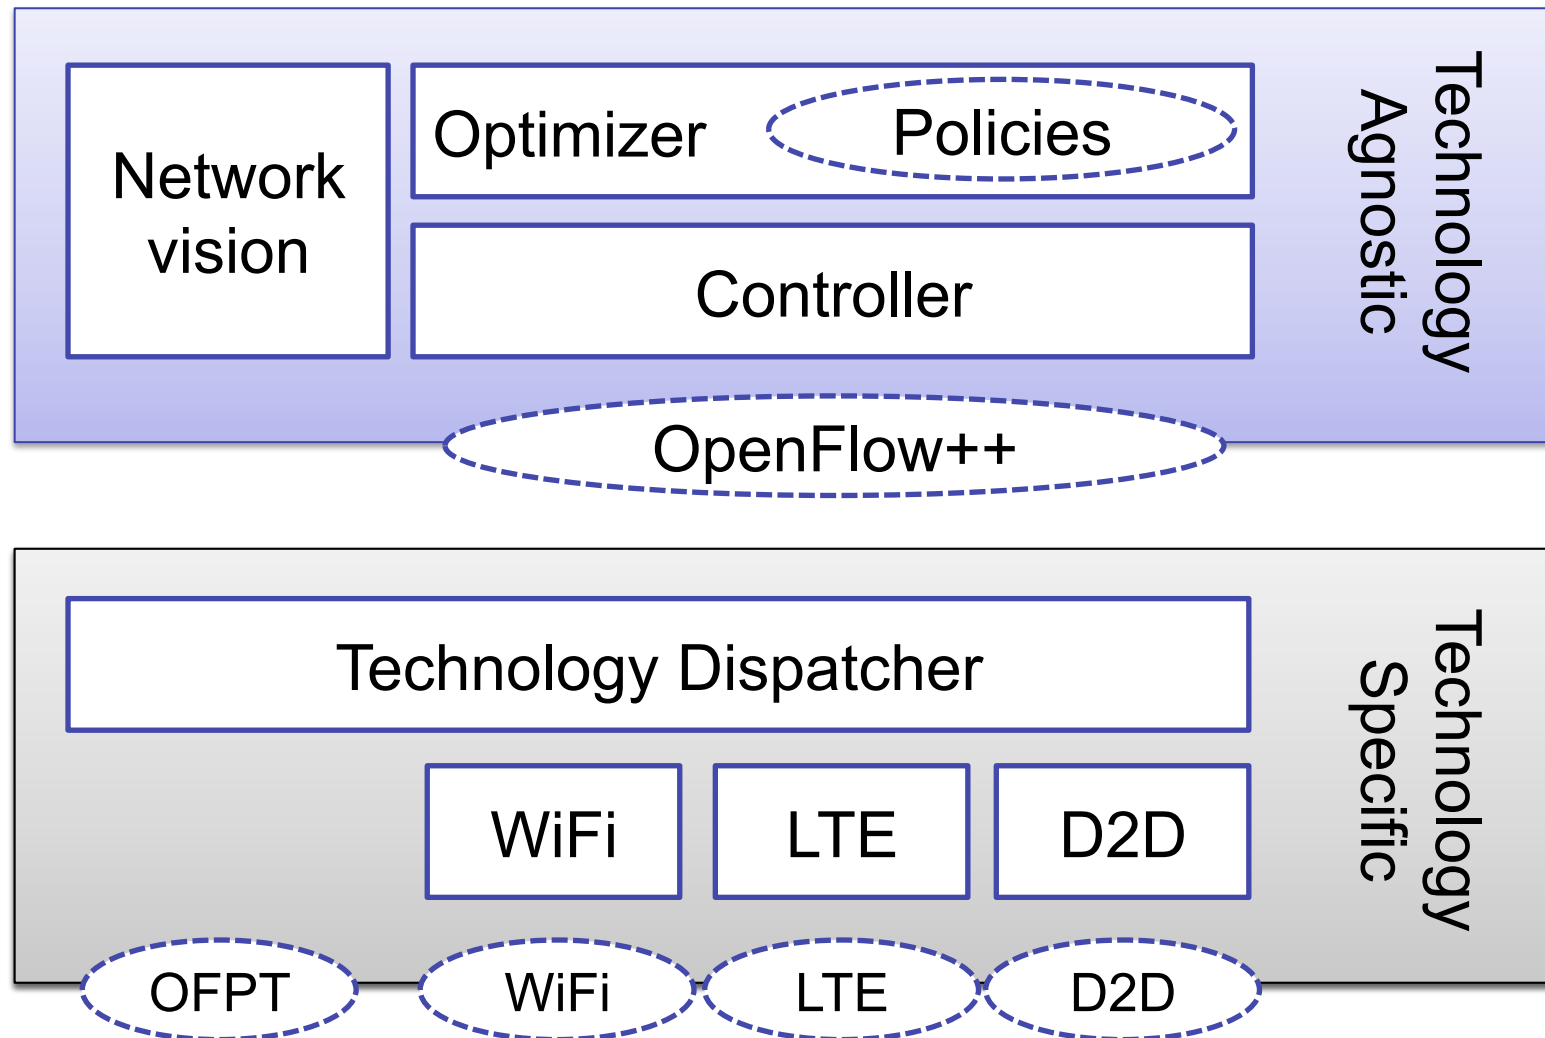 Network
vision
Optimizer
Policies
Controller
Technology
Agnostic
OpenFlow++
Technology Dispatcher
WiFi
LTE
D2D
Technology
Specific
OFPT
WiFi
LTE
D2D